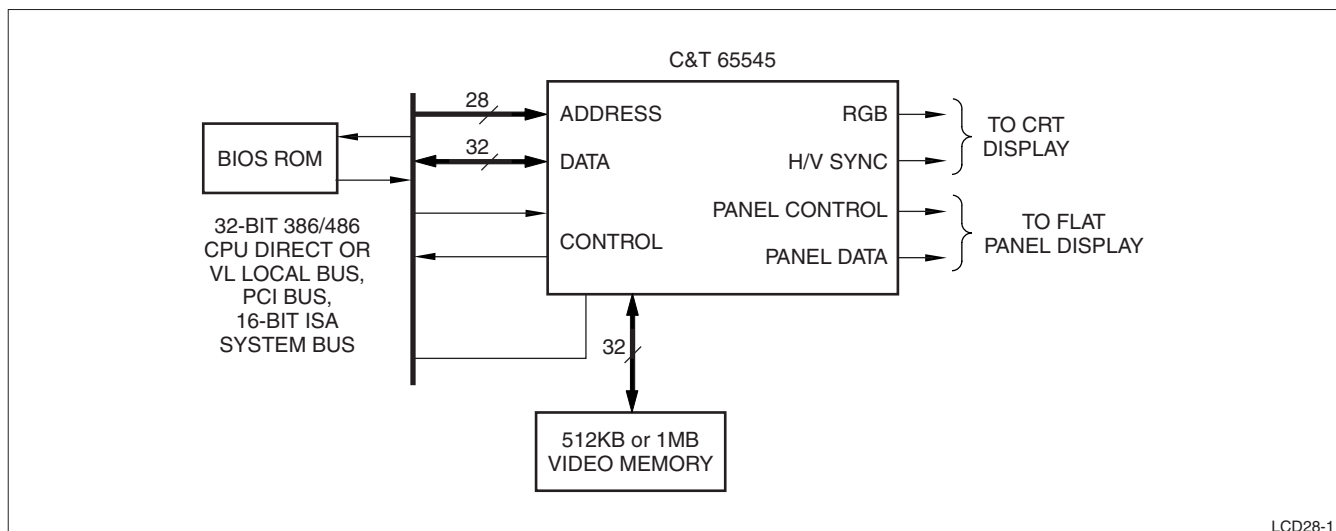 C&T 65545
28
ADDRESS
RGB
TO CRT
DISPLAY
BIOS ROM
32
DATA
H/V SYNC
32-BIT 386/486
CPU DIRECT OR
VL LOCAL BUS,
PCI BUS,
16-BIT ISA
SYSTEM BUS
CONTROL
PANEL CONTROL
PANEL DATA
TO FLAT
PANEL DISPLAY
32
512KB or 1MB
VIDEO MEMORY
LCD28-1